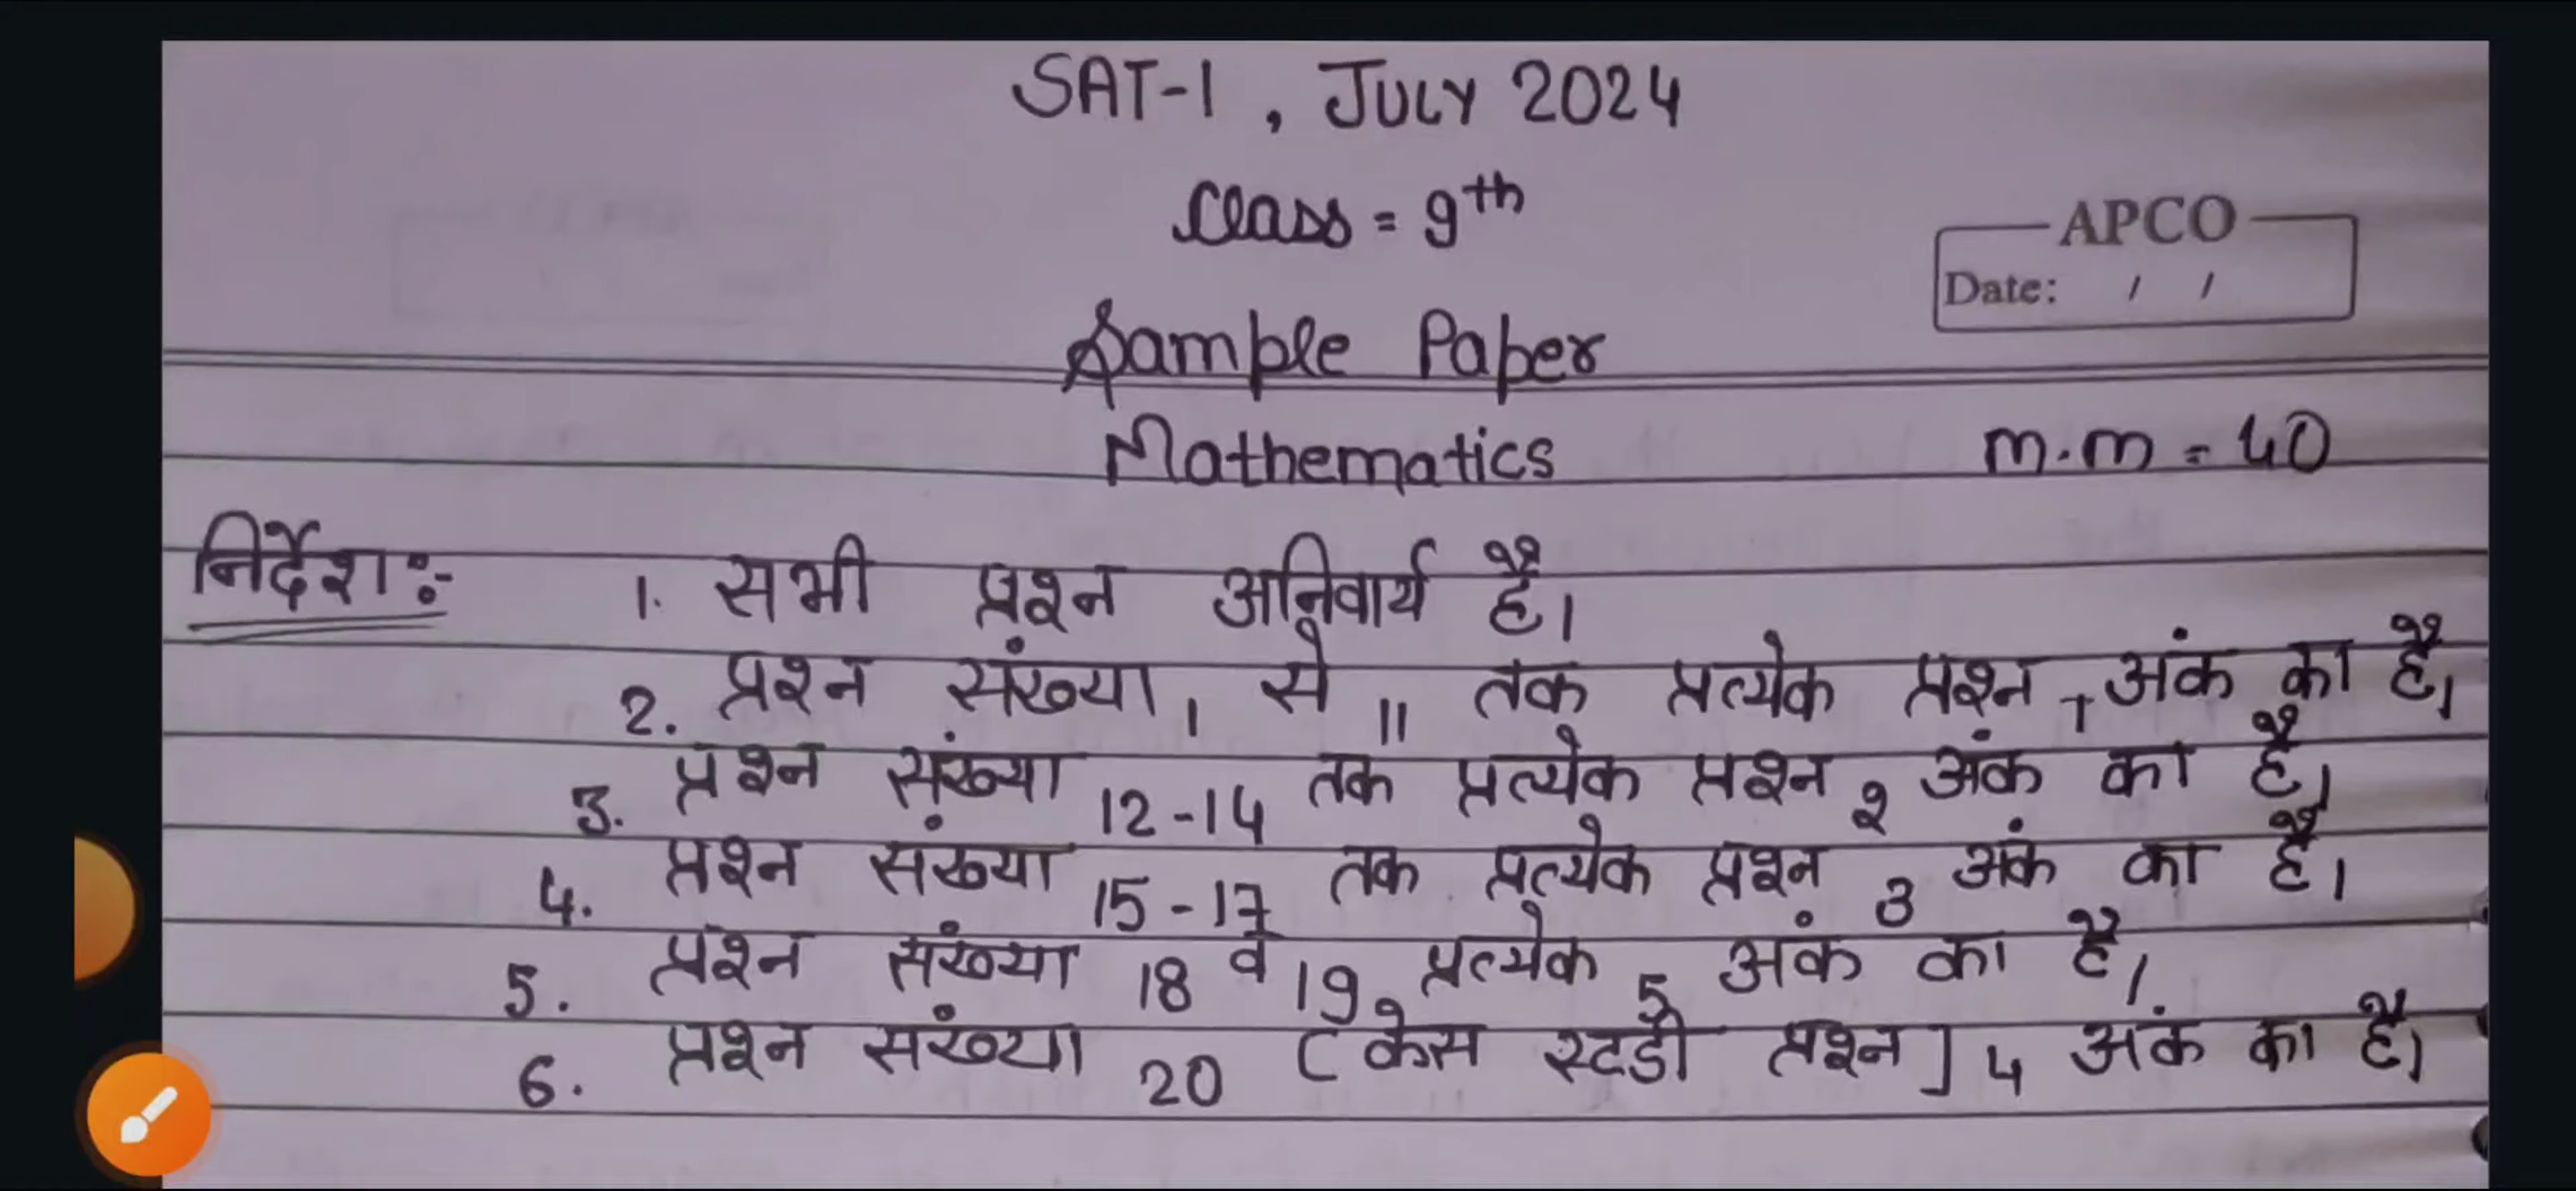 SAT-1, JULY 2024
Class = 9th
APCO
Date: / /
Sample Paper
Mathematics m.m = 40
निर्देश :- 1. सभी प्रश्न अनिवार्य है।
2. प्रश्न संख्या 1 से 11 तक प्रत्येक प्रश्न 1 अंक का है।
3. प्रश्न संख्या 12-14 तक प्रत्येक प्रश्न 2 अंक का है।
4. प्रश्न संख्या 15-17 तक प्रत्येक प्रश्न 3 अंक का है।
5. प्रश्न संख्या 18 व 19 प्रत्येक 5 अंक का है।
6. प्रश्न संख्या 20 [केस स्टडी प्रश्न] 4 अंक का है।